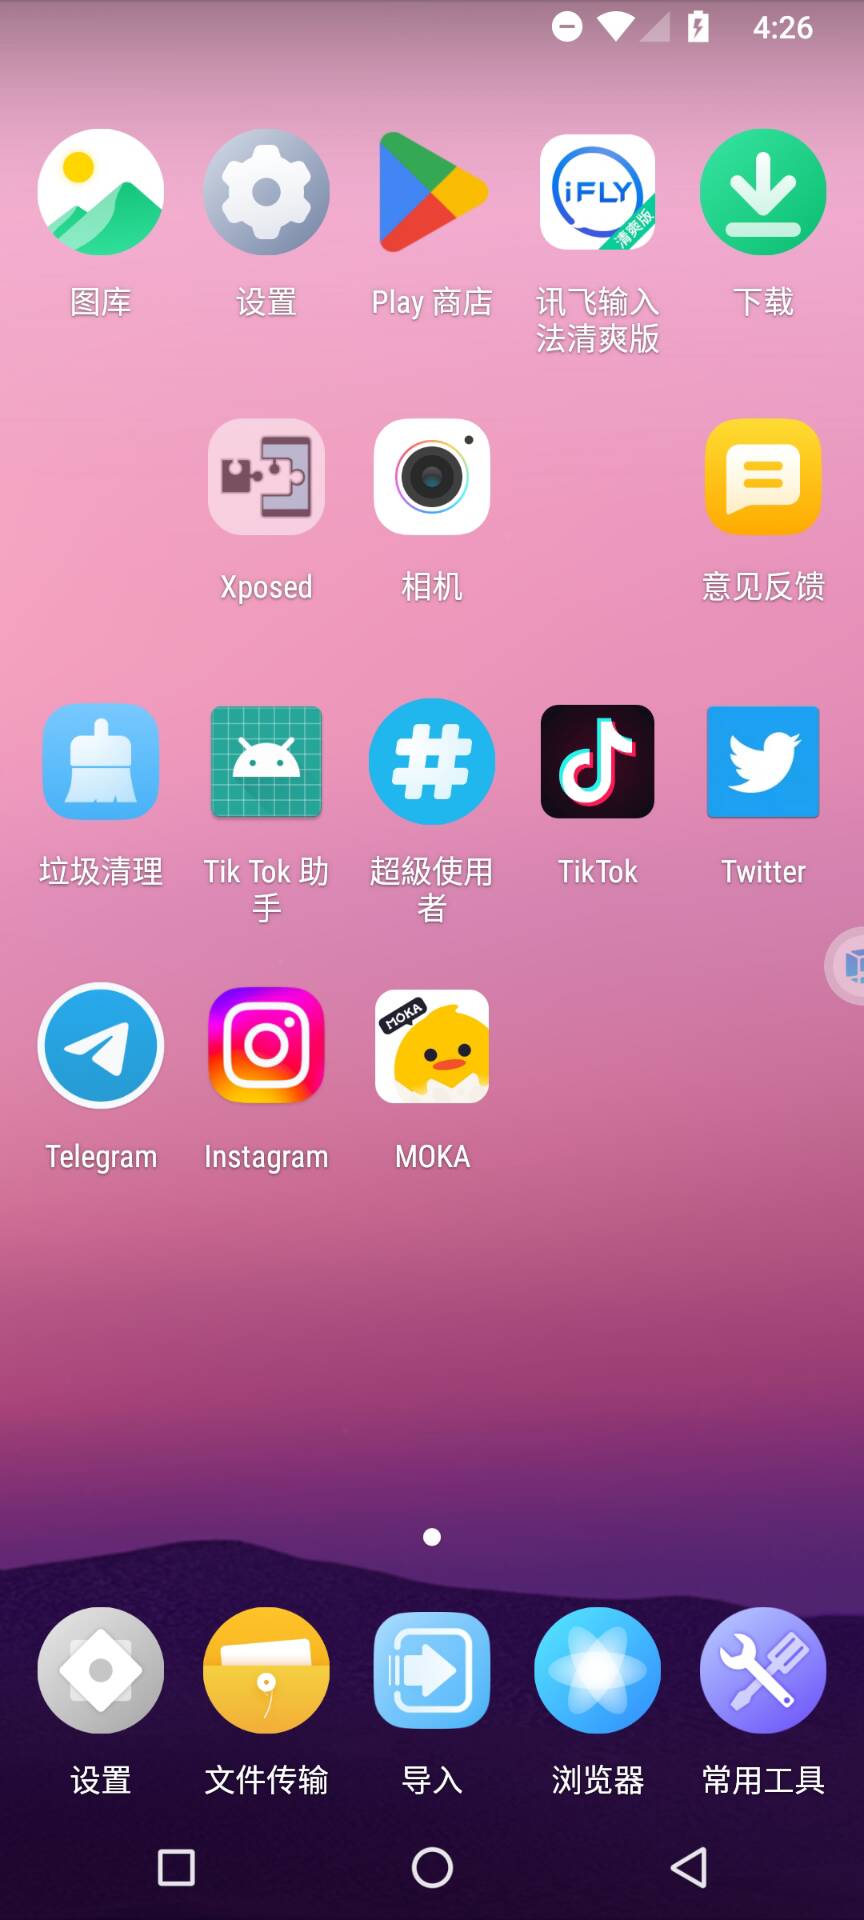 4:26
iFLY
清爽版
图库
设置
Play 商店
讯飞输入
法清爽版
下载
Xposed
相机
意见反馈
垃圾清理
Tik Tok 助
手
超級使用
者
TikTok
Twitter
MOKA
Telegram
Instagram
MOKA
设置
文件传输
导入
浏览器
常用工具